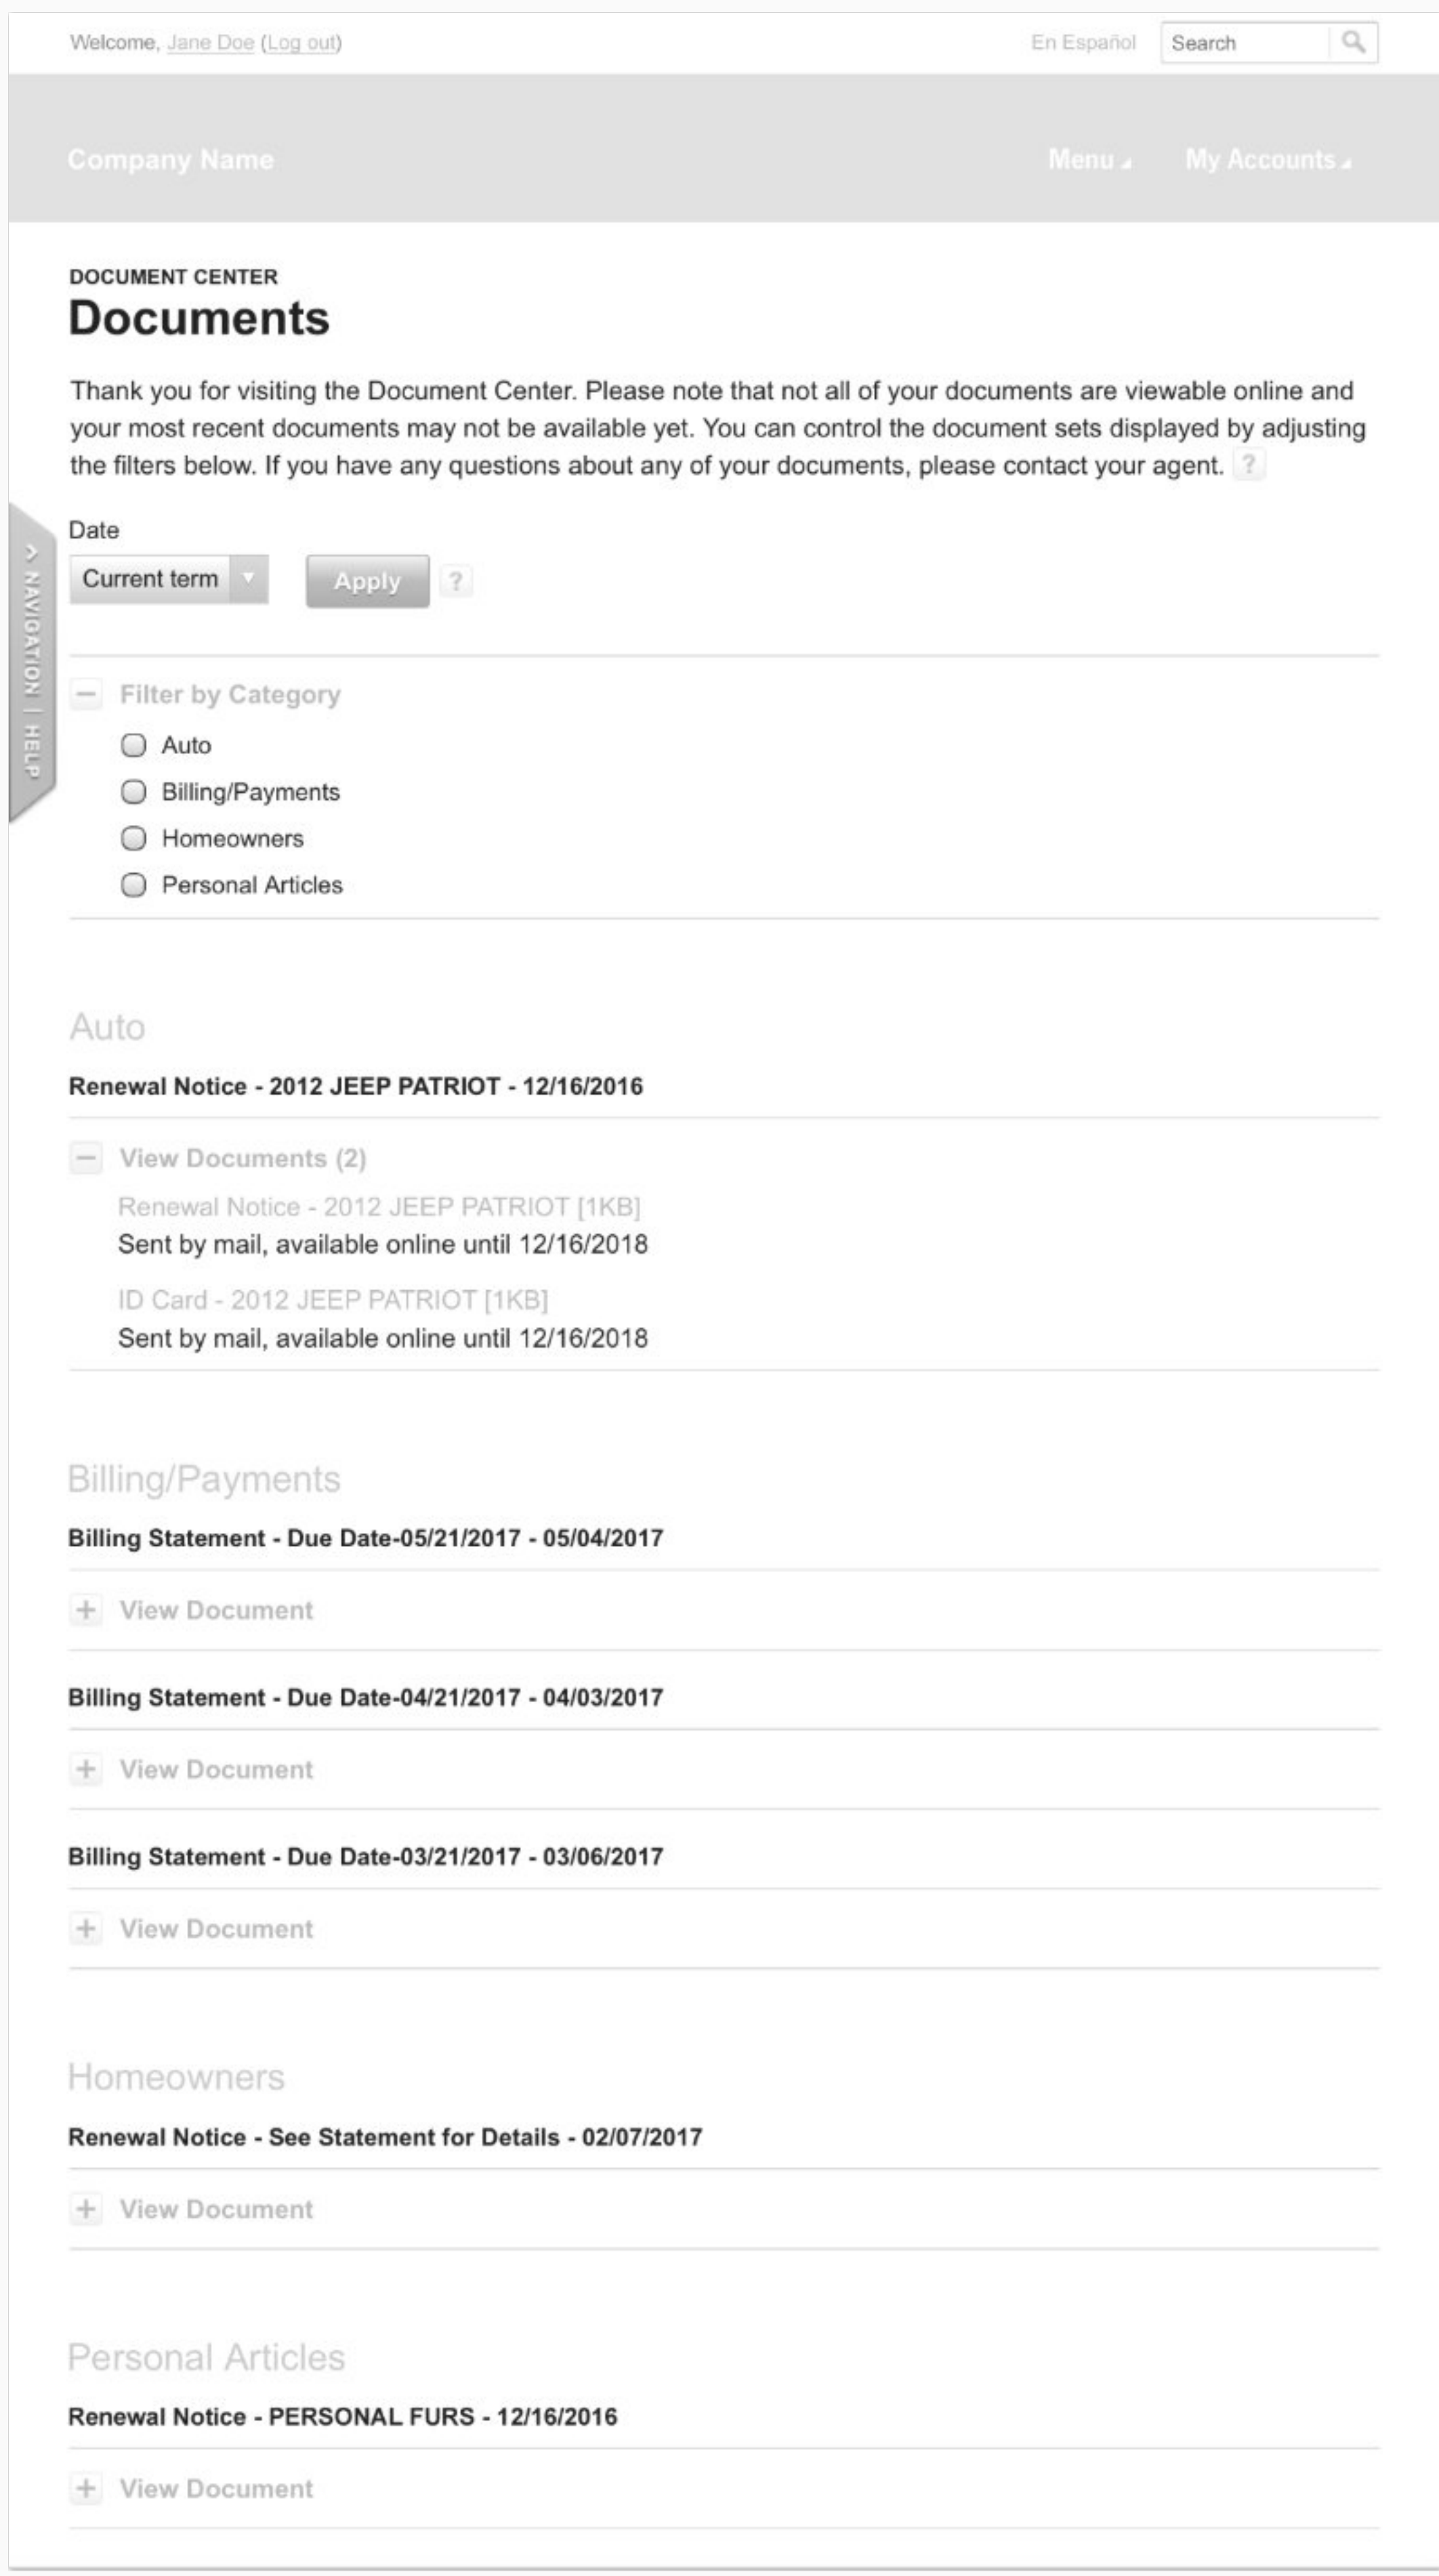 Welcome, Jane Doe (Log out)
En Español
Search
Company Name
Menu
My Accounts
DOCUMENT CENTER
Documents
Thank you for visiting the Document Center. Please note that not all of your documents are viewable online and
your most recent documents may not be available yet. You can control the document sets displayed by adjusting
the filters below. If you have any questions about any of your documents, please contact your agent. ?
NAVIGATION | HELP
Date
Current term
Apply
?
Filter by Category
Auto
Billing/Payments
Homeowners
Personal Articles
Auto
Renewal Notice - 2012 JEEP PATRIOT - 12/16/2016
View Documents (2)
Renewal Notice - 2012 JEEP PATRIOT [1KB]
Sent by mail, available online until 12/16/2018
ID Card - 2012 JEEP PATRIOT [1KB]
Sent by mail, available online until 12/16/2018
Billing/Payments
Billing Statement - Due Date-05/21/2017 - 05/04/2017
View Document
Billing Statement - Due Date-04/21/2017 - 04/03/2017
View Document
Billing Statement - Due Date-03/21/2017 - 03/06/2017
View Document
Homeowners
Renewal Notice - See Statement for Details - 02/07/2017
View Document
Personal Articles
Renewal Notice - PERSONAL FURS - 12/16/2016
View Document